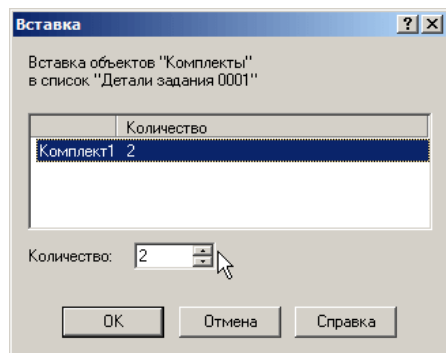 Вставка
Вставка объектов "Комплекты"
в список "Детали задания 0001"
Количество
Комплект1 2
Количество: 2
OK Отмена Справка